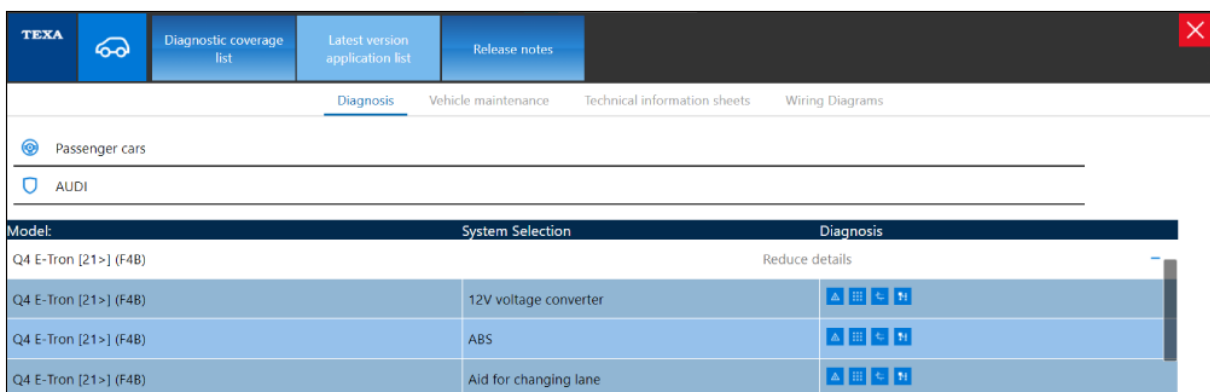 TEXA
Diagnostic coverage
list
Latest version
application list
Release notes
Diagnosis Vehicle maintenance Technical information sheets Wiring Diagrams
Passenger cars
AUDI
Model: System Selection Diagnosis
Q4 E-Tron [21>] (F4B) Reduce details
Q4 E-Tron [21>] (F4B) 12V voltage converter
Q4 E-Tron [21>] (F4B) ABS
Q4 E-Tron [21>] (F4B) Aid for changing lane